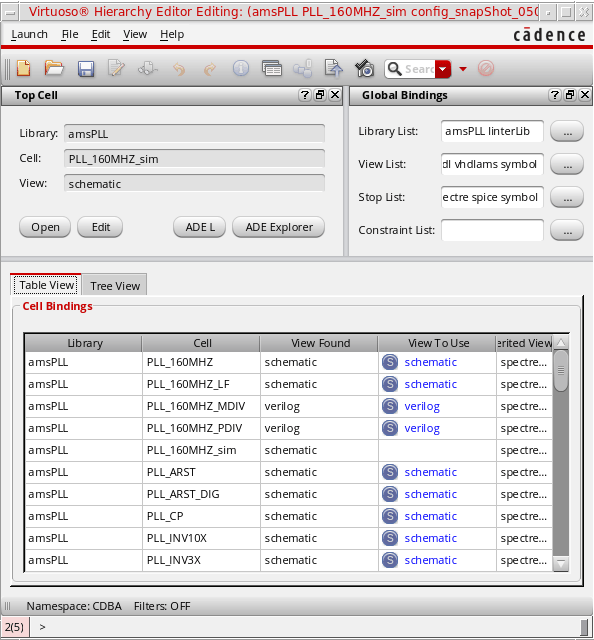 Virtuoso® Hierarchy Editor Editing: (amsPLL PLL_160MHZ_sim config_snapShot_050
Launch File Edit View Help
cādence
Searc
Top Cell
Library: amsPLL
Cell: PLL_160MHZ_sim
View: schematic
Open Edit ADE L ADE Explorer
Global Bindings
Library List: amsPLL linterLib ...
View List: dl vhdlams symbol ...
Stop List: ectre spice symbol ...
Constraint List: ...
Table View Tree View
Cell Bindings
Library Cell View Found View To Use erited View
amsPLL PLL_160MHZ schematic S schematic spectre...
amsPLL PLL_160MHZ_LF schematic S schematic spectre...
amsPLL PLL_160MHZ_MDIV verilog S verilog spectre...
amsPLL PLL_160MHZ_PDIV verilog S verilog spectre...
amsPLL PLL_160MHZ_sim schematic spectre...
amsPLL PLL_ARST schematic S schematic spectre...
amsPLL PLL_ARST_DIG schematic S schematic spectre...
amsPLL PLL_CP schematic S schematic spectre...
amsPLL PLL_INV10X schematic S schematic spectre...
amsPLL PLL_INV3X schematic S schematic spectre...
Namespace: CDBA Filters: OFF
2(5) >